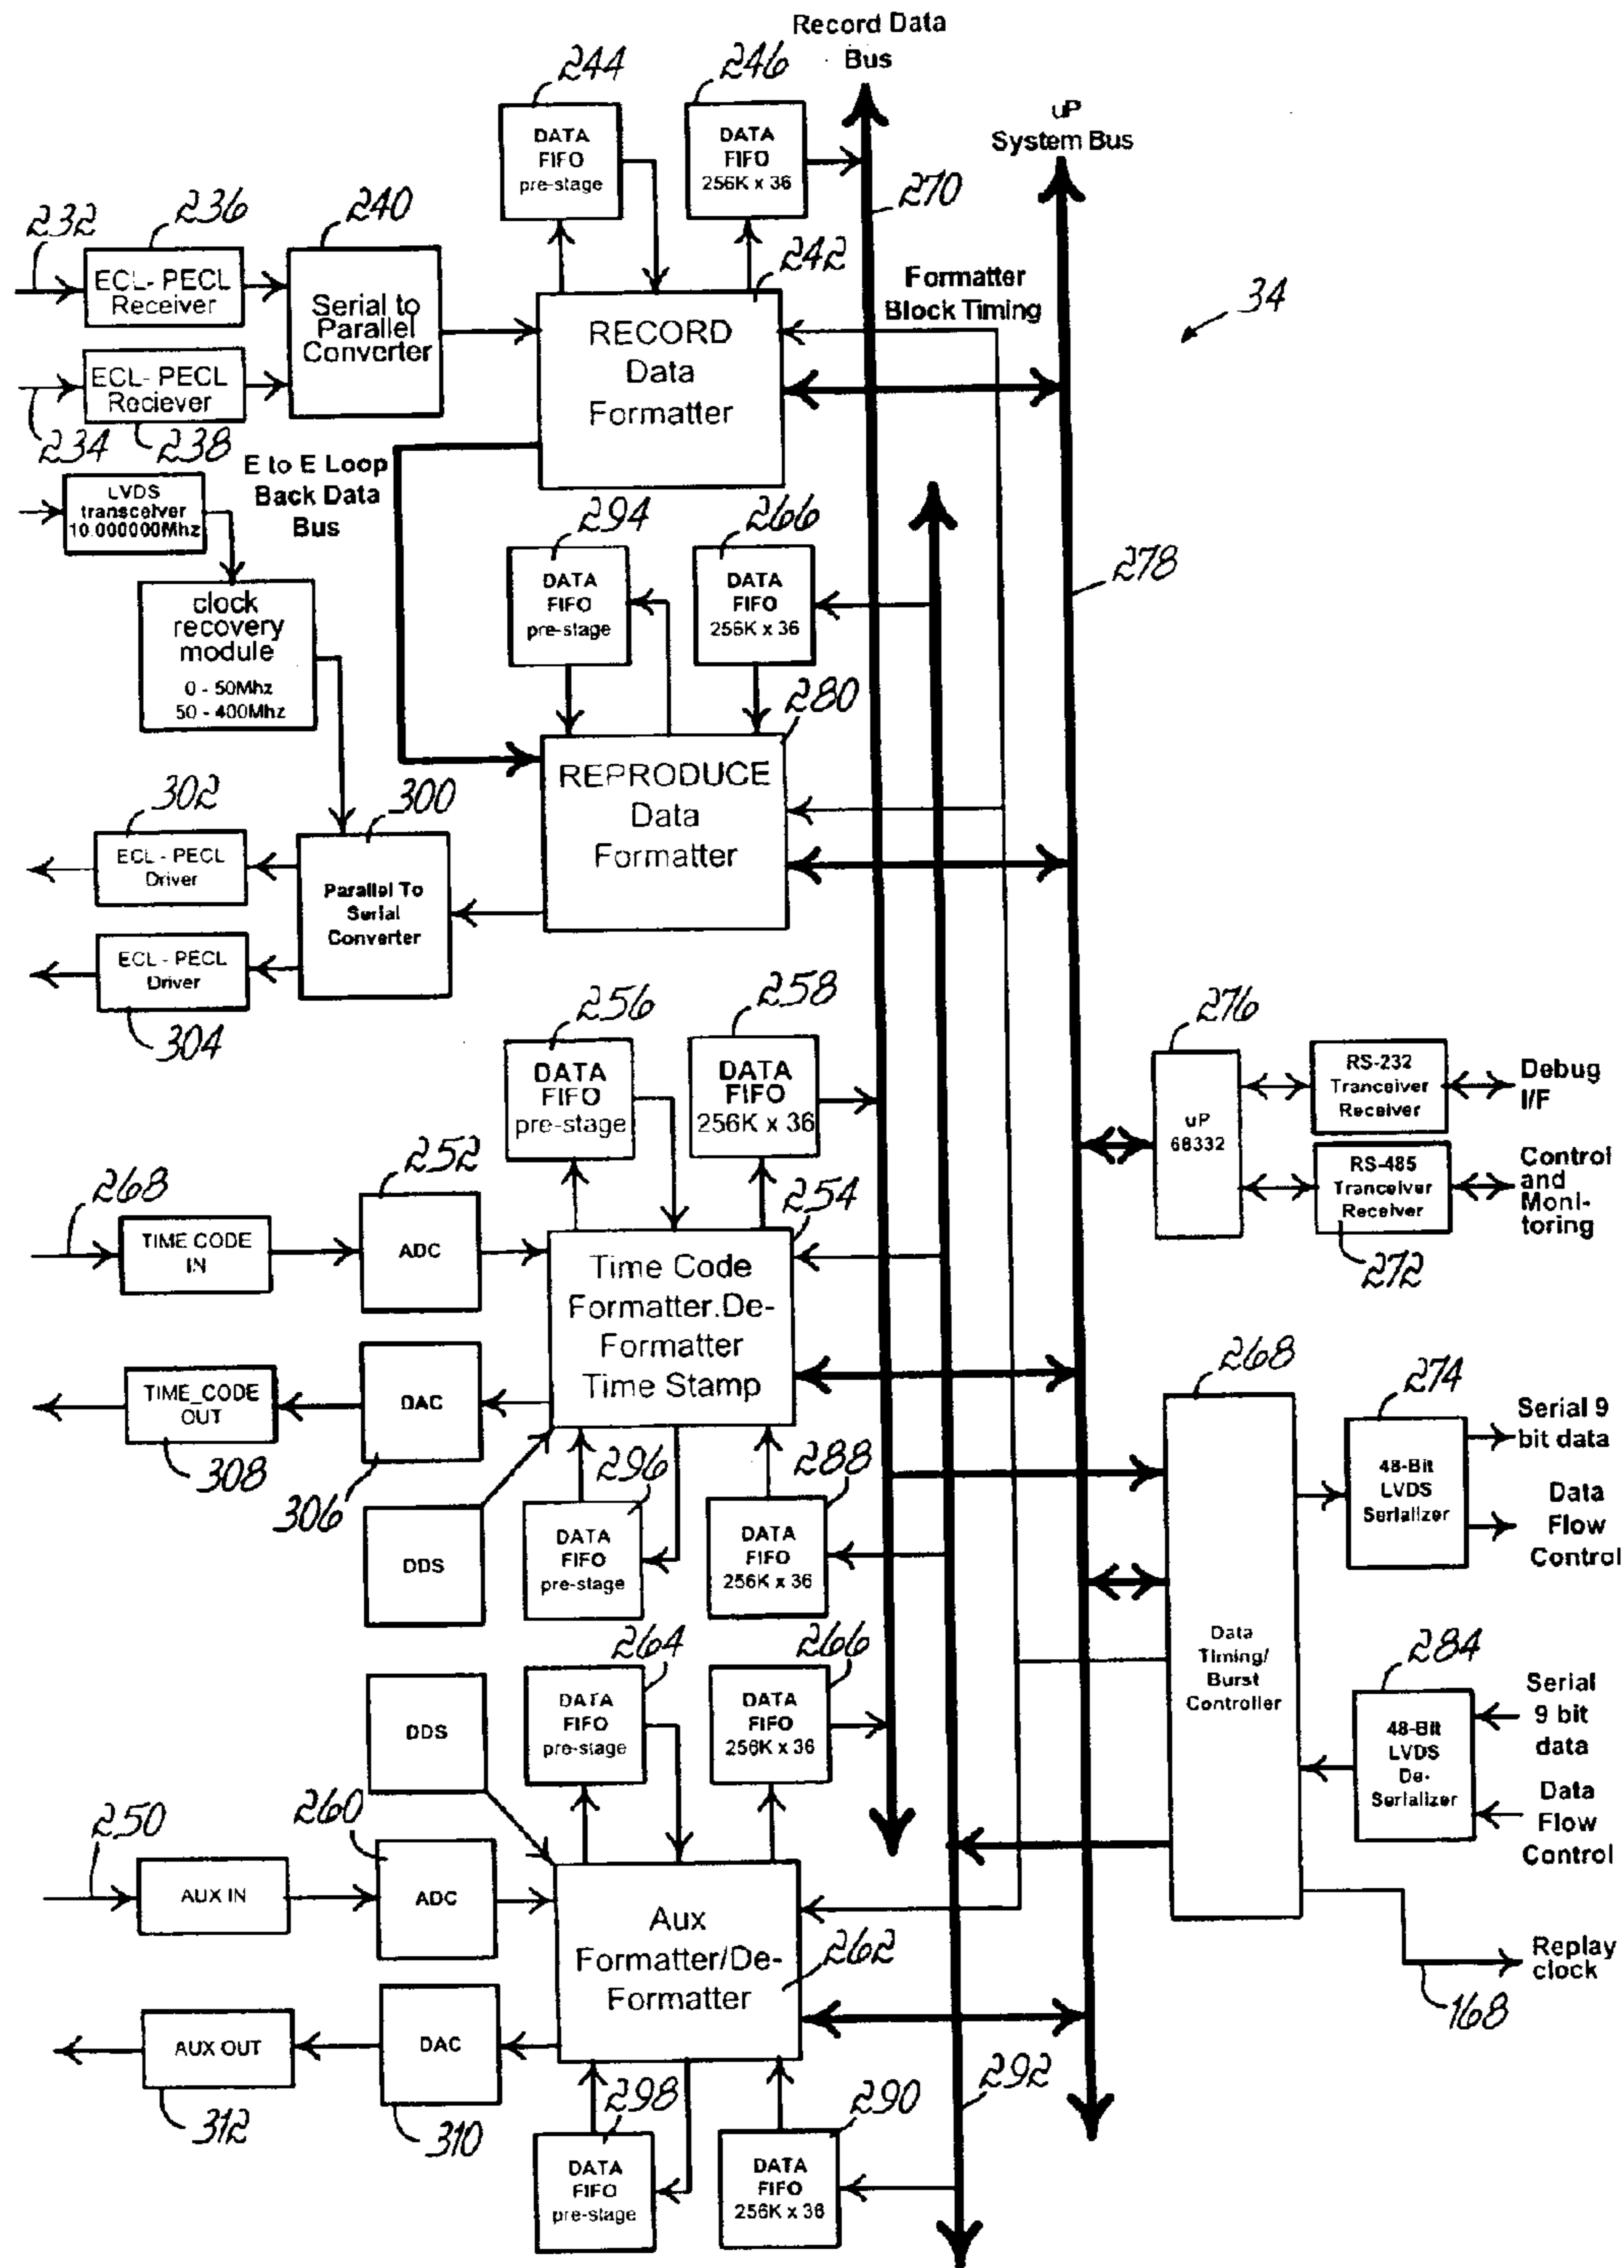 Record Data
Bus
244
246
uP
System Bus
DATA
FIFO
pre-stage
DATA
FIFO
256K x 36
270
232
236
240
242
ECL- PECL
Receiver
Serial to
Parallel
Converter
RECORD
Data
Formatter
Formatter
Block Timing
34
ECL- PECL
Reciever
234
238
E to E Loop
Back Data
Bus
LVDS
transceiver
10.000000Mhz
294
266
278
DATA
FIFO
pre-stage
DATA
FIFO
256K x 36
clock
recovery
module
0 - 50Mhz
50 - 400Mhz
280
REPRODUCE
Data
Formatter
302
300
ECL - PECL
Driver
Parallel To
Serial
Converter
ECL - PECL
Driver
304
256
258
276
DATA
FIFO
pre-stage
DATA
FIFO
256K x 36
uP
68332
RS-232
Tranceiver
Receiver
Debug
I/F
RS-485
Tranceiver
Receiver
Control
and
Moni-
toring
272
268
252
254
TIME CODE
IN
ADC
Time Code
Formatter.De-
Formatter
Time Stamp
TIME_CODE
OUT
DAC
308
306
296
288
268
274
Serial 9
bit data
48-Bit
LVDS
Serializer
Data
Flow
Control
DDS
DATA
FIFO
pre-stage
DATA
FIFO
256K x 36
Data
Timing/
Burst
Controller
264
266
284
DDS
DATA
FIFO
pre-stage
DATA
FIFO
256K x 36
Serial
9 bit
data
48-Bit
LVDS
De-
Serializer
Data
Flow
Control
250
260
AUX IN
ADC
Aux
Formatter/De-
Formatter
262
Replay
clock
168
AUX OUT
DAC
312
310
298
290
292
DATA
FIFO
pre-stage
DATA
FIFO
256K x 36